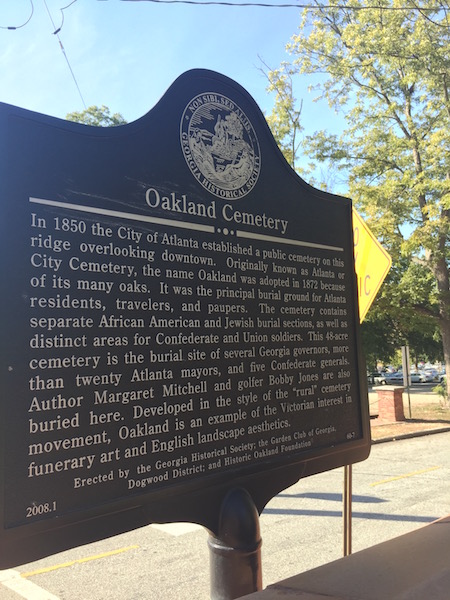 NON SIBI, SED ALIIS
GEORGIA HISTORICAL SOCIETY
Oakland Cemetery
In 1850 the City of Atlanta established a public cemetery on this
ridge overlooking downtown. Originally known as Atlanta or
City Cemetery, the name Oakland was adopted in 1872 because
of its many oaks. It was the principal burial ground for Atlanta
residents, travelers, and paupers. The cemetery contains
separate African American and Jewish burial sections, as well as
distinct areas for Confederate and Union soldiers. This 48-acre
cemetery is the burial site of several Georgia governors, more
than twenty Atlanta mayors, and five Confederate generals.
Author Margaret Mitchell and golfer Bobby Jones are also
buried here. Developed in the style of the "rural" cemetery
movement, Oakland is an example of the Victorian interest in
funerary art and English landscape aesthetics.
Erected by the Georgia Historical Society; the Garden Club of Georgia,
Dogwood District; and Historic Oakland Foundation
2008.1